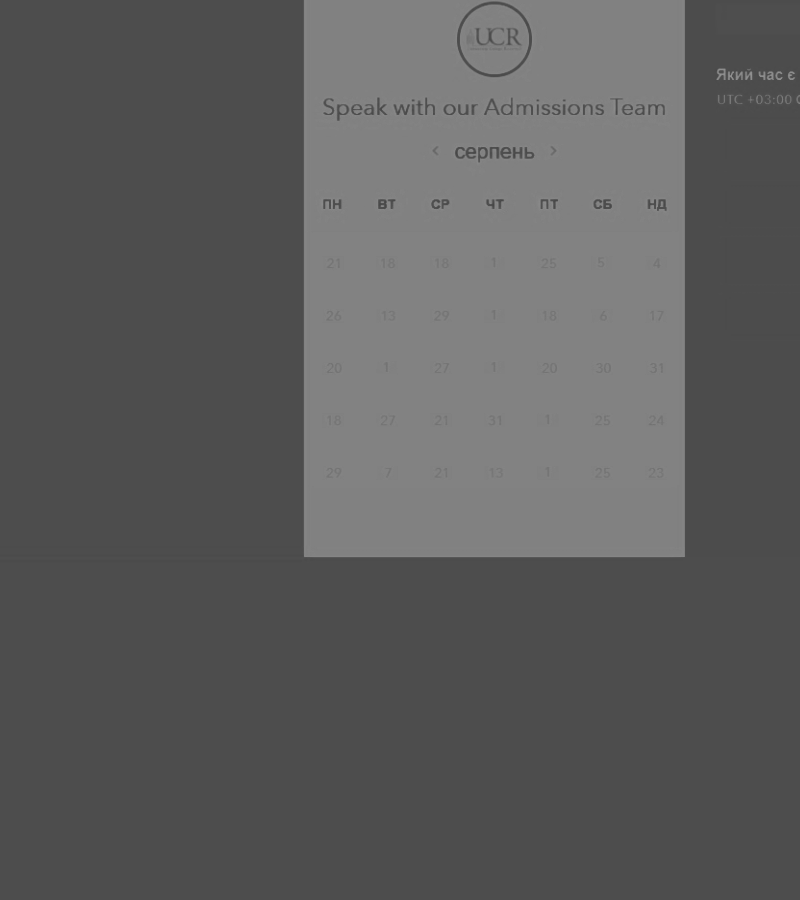 UCR
Speak with our Admissions Team
< серпень >
ПН ВТ СР ЧТ ПТ СБ НД
21 18 18 1 25 5 4
26 13 29 1 18 6 17
20 1 27 1 20 30 31
18 27 21 31 1 25 24
29 7 21 13 1 25 23
Який час є
UTC +03:00